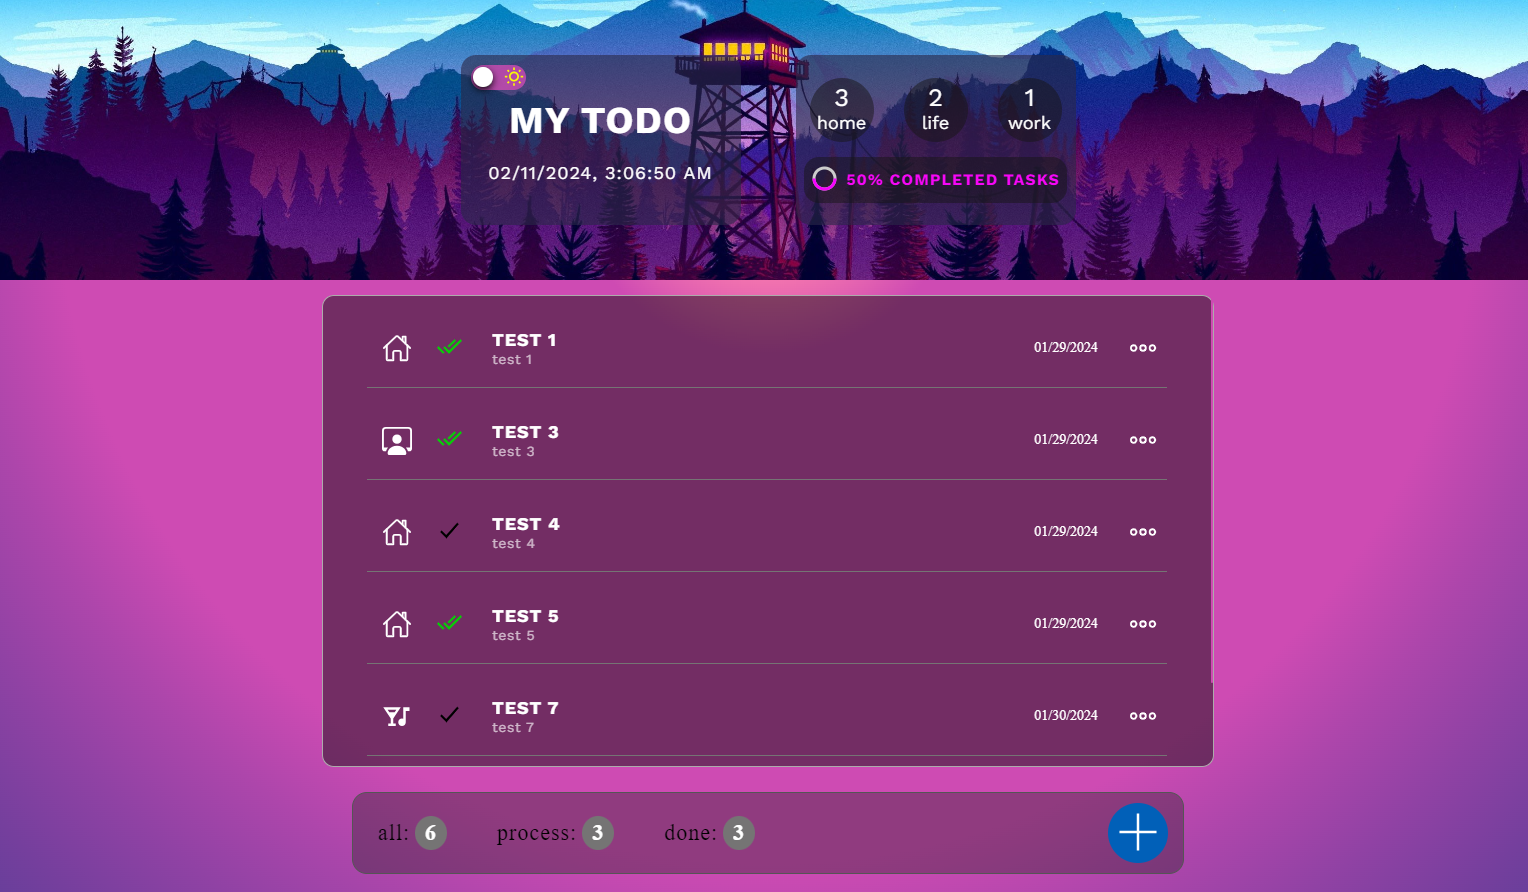 MY TODO
02/11/2024, 3:06:50 AM
3
home
2
life
1
work
50% COMPLETED TASKS
TEST 1
test 1
01/29/2024
TEST 3
test 3
01/29/2024
TEST 4
test 4
01/29/2024
TEST 5
test 5
01/29/2024
TEST 7
test 7
01/30/2024
all: 6 process: 3 done: 3